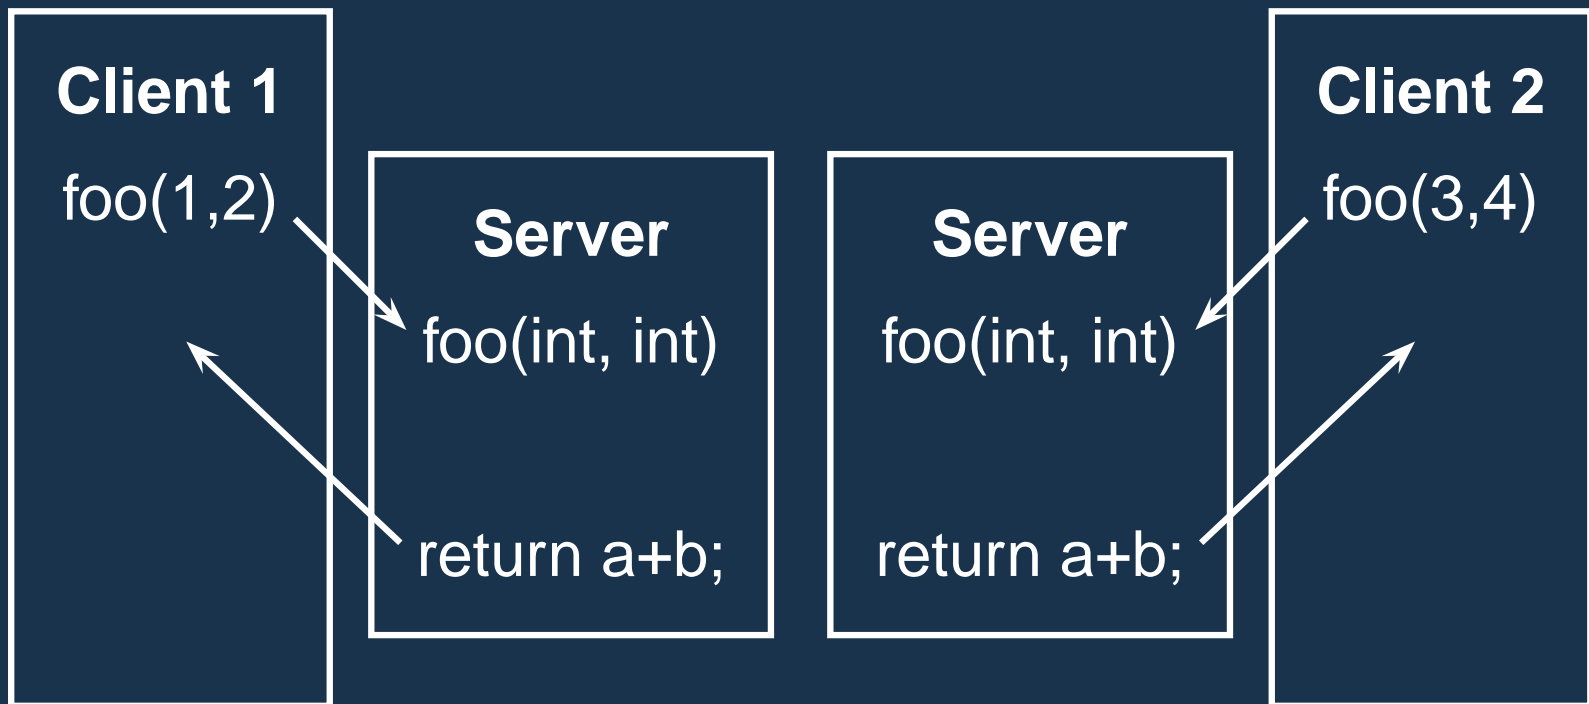 Client 1
foo(1,2)
Server
foo(int, int)
return a+b;
Server
foo(int, int)
return a+b;
Client 2
foo(3,4)